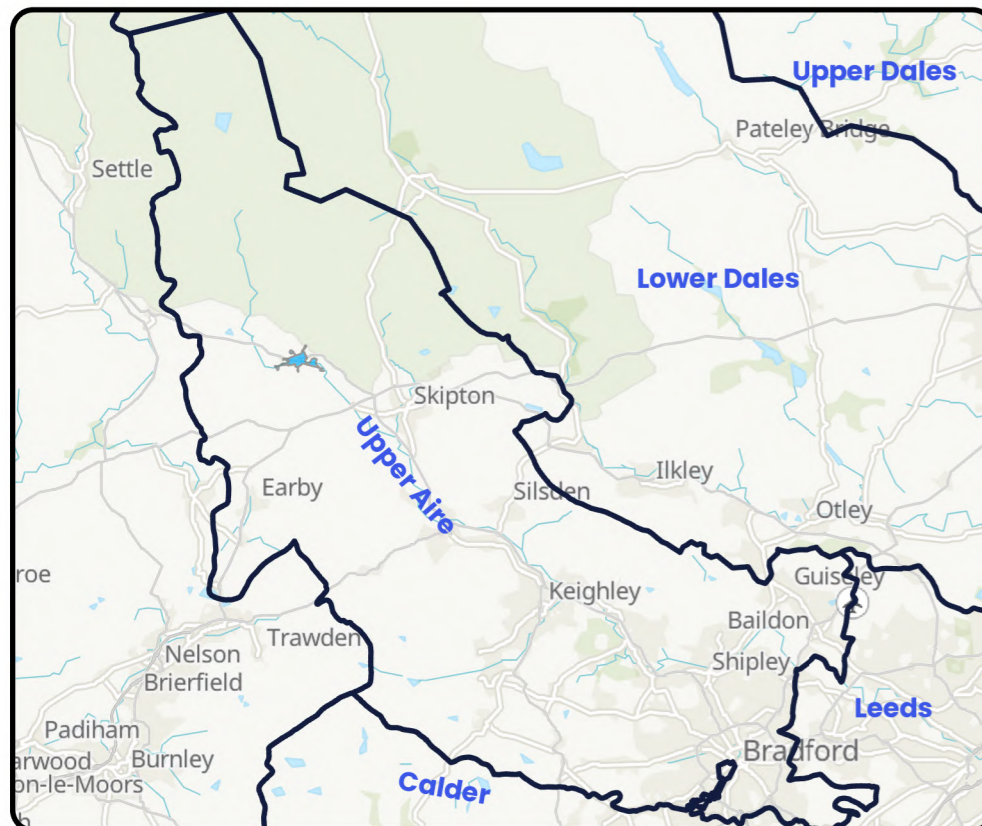 Upper Dales
Pateley Bridge
Settle
Lower Dales
Skipton
Upper Aire
Ilkley
Earby
Silsden
Otley
roe
Guiseley
Keighley
Baildon
Trawden
Nelson
Shipley
Brierfield
Leeds
Padiham
Bradford
arwood
Burnley
on-le-Moors
Calder
h